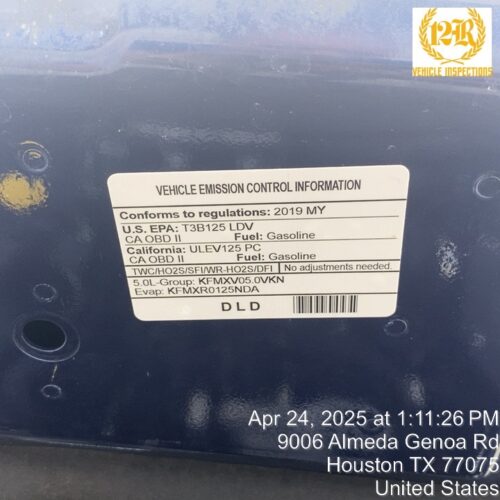 12R
VEHICLE INSPECTIONS
VEHICLE EMISSION CONTROL INFORMATION
Conforms to regulations: 2019 MY
U.S. EPA: T3B125 LDV
CA OBD II Fuel: Gasoline
California: ULEV125 PC
CA OBD II Fuel: Gasoline
TWC/HO2S/SFI/WR-HO2S/DFI No adjustments needed.
5.0L-Group: KFMXV05.0VKN
Evap: KFMXR0125NDA
DLD
Apr 24, 2025 at 1:11:26 PM
9006 Almeda Genoa Rd
Houston TX 77075
United States